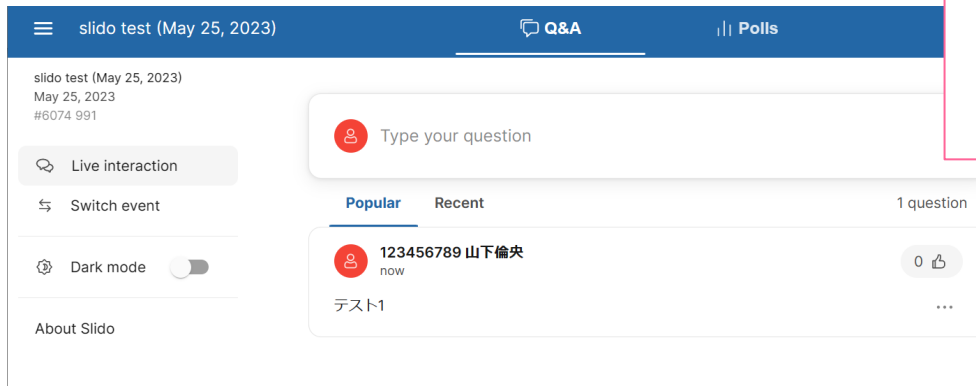 slido test (May 25, 2023)
Q&A
Polls
slido test (May 25, 2023)
May 25, 2023
#6074 991
Live interaction
Switch event
Dark mode
About Slido
Type your question
Popular Recent 1 question
123456789 山下倫央
now
0
テスト1